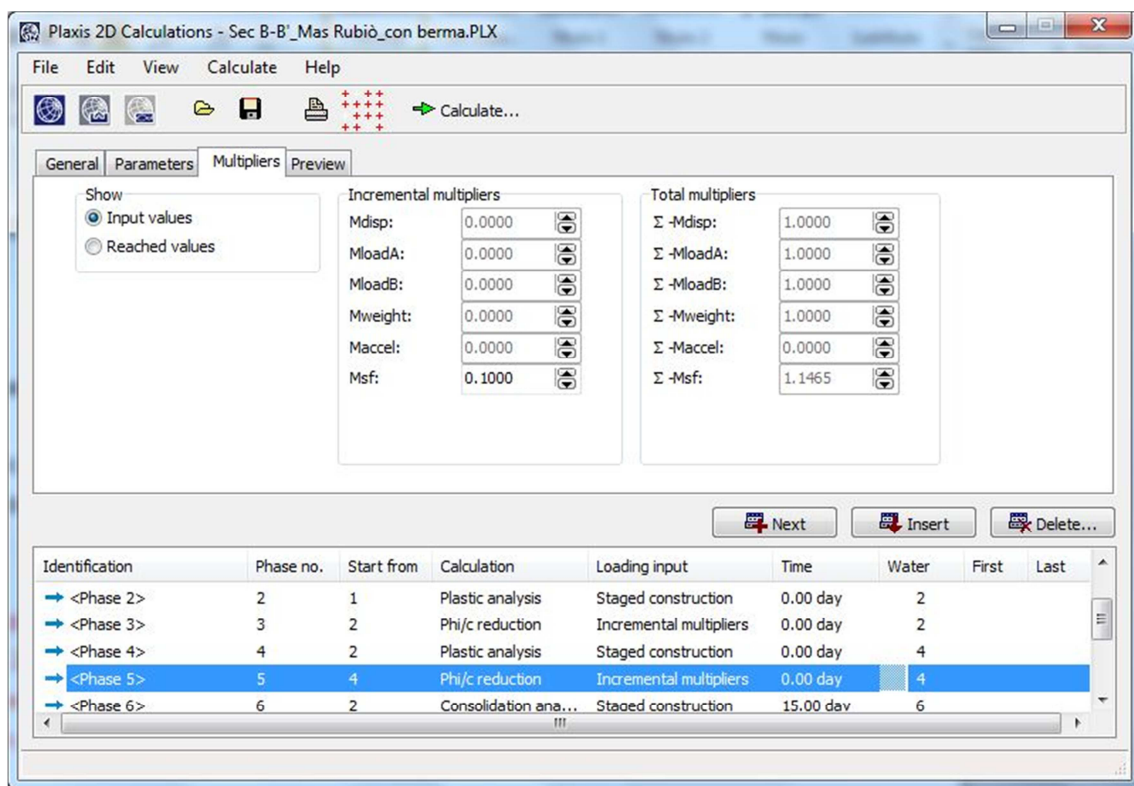 Plaxis 2D Calculations - Sec B-B'_Mas Rubiò_con berma.PLX
File Edit View Calculate Help
Calculate...
General Parameters Multipliers Preview
Show
Input values
Reached values
Incremental multipliers
Mdisp: 0.0000
MloadA: 0.0000
MloadB: 0.0000
Mweight: 0.0000
Maccel: 0.0000
Msf: 0.1000
Total multipliers
Σ -Mdisp: 1.0000
Σ -MloadA: 1.0000
Σ -MloadB: 1.0000
Σ -Mweight: 1.0000
Σ -Maccel: 0.0000
Σ -Msf: 1.1465
Next Insert Delete...
Identification Phase no. Start from Calculation Loading input Time Water First Last
<Phase 2> 2 1 Plastic analysis Staged construction 0.00 day 2
<Phase 3> 3 2 Phi/c reduction Incremental multipliers 0.00 day 2
<Phase 4> 4 2 Plastic analysis Staged construction 0.00 day 4
<Phase 5> 5 4 Phi/c reduction Incremental multipliers 0.00 day 4
<Phase 6> 6 2 Consolidation ana... Staged construction 15.00 day 6